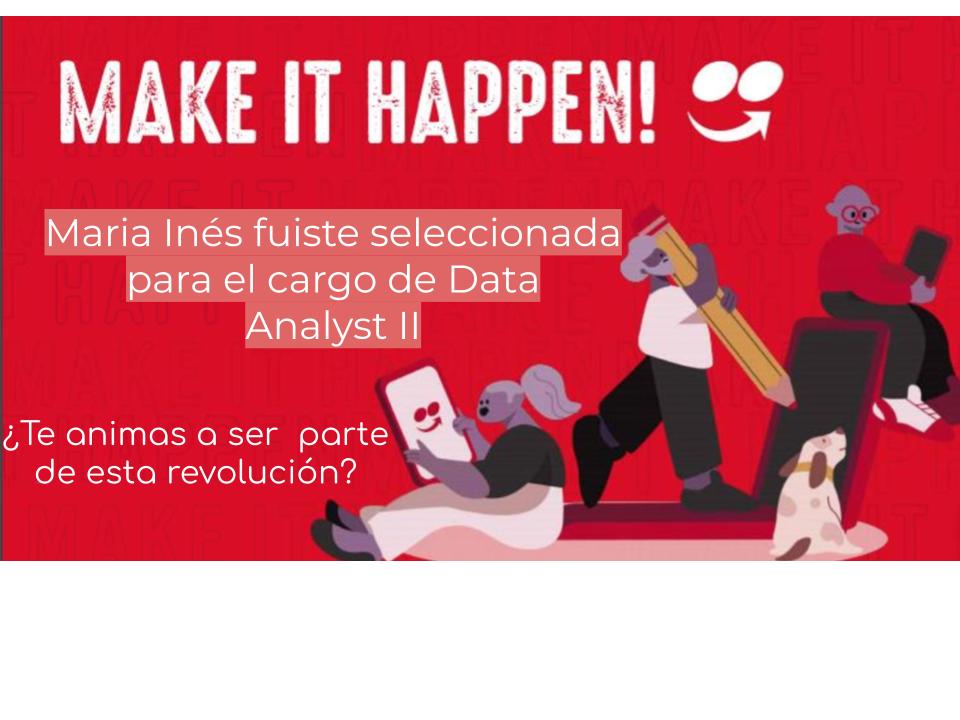 MAKE IT HAPPEN!
Maria Inés fuiste seleccionada
para el cargo de Data
Analyst II
¿Te animas a ser  parte
de esta revolución?